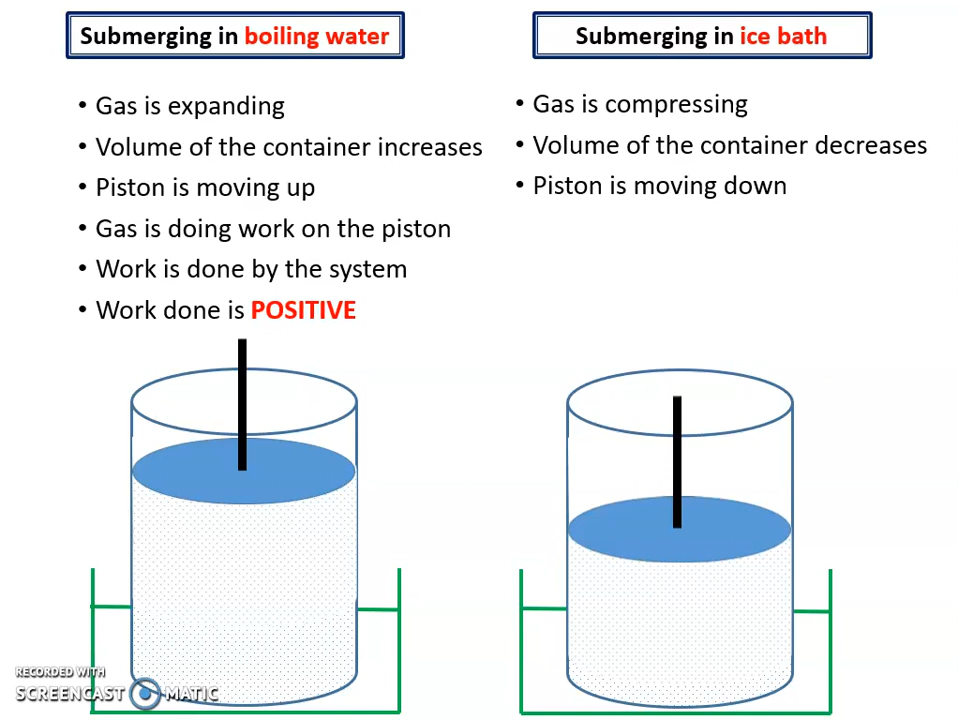 Submerging in boiling water
• Gas is expanding
• Volume of the container increases
• Piston is moving up
• Gas is doing work on the piston
• Work is done by the system
• Work done is POSITIVE
Submerging in ice bath
• Gas is compressing
• Volume of the container decreases
• Piston is moving down
RECORDED WITH
SCREENCAST MATIC